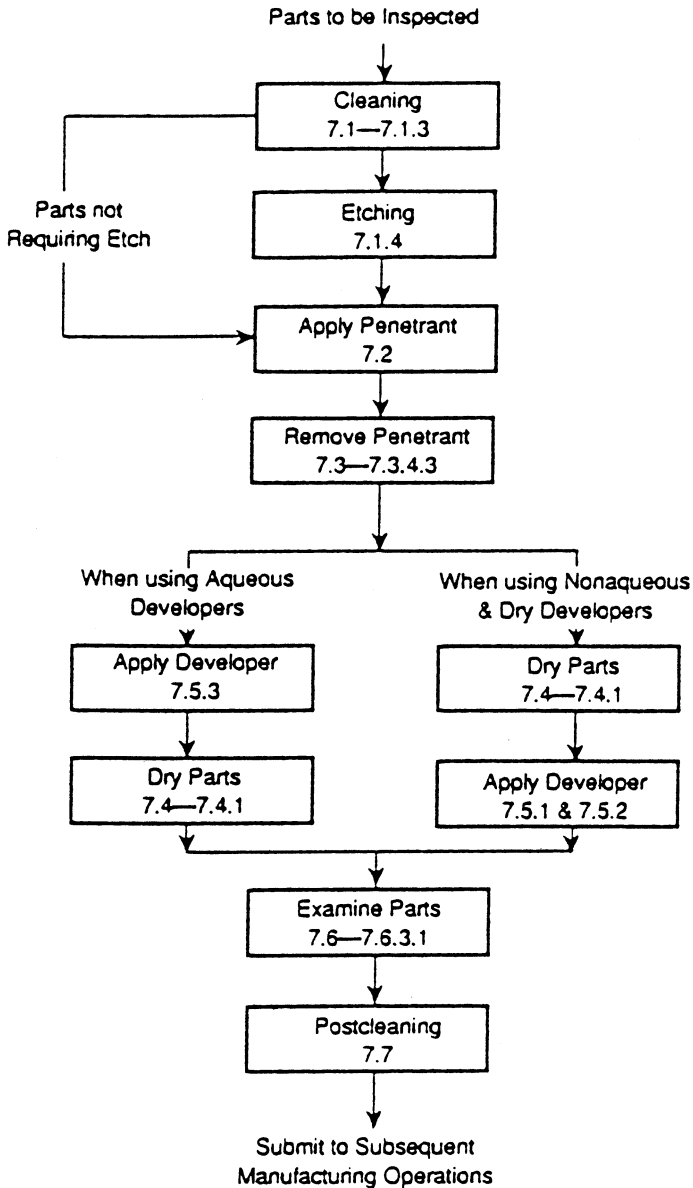 Parts to be Inspected
Cleaning
7.1—7.1.3
Parts not
Requiring Etch
Etching
7.1.4
Apply Penetrant
7.2
Remove Penetrant
7.3—7.3.4.3
When using Aqueous
Developers
Apply Developer
7.5.3
Dry Parts
7.4—7.4.1
When using Nonaqueous
& Dry Developers
Dry Parts
7.4—7.4.1
Apply Developer
7.5.1 & 7.5.2
Examine Parts
7.6—7.6.3.1
Postcleaning
7.7
Submit to Subsequent
Manufacturing Operations